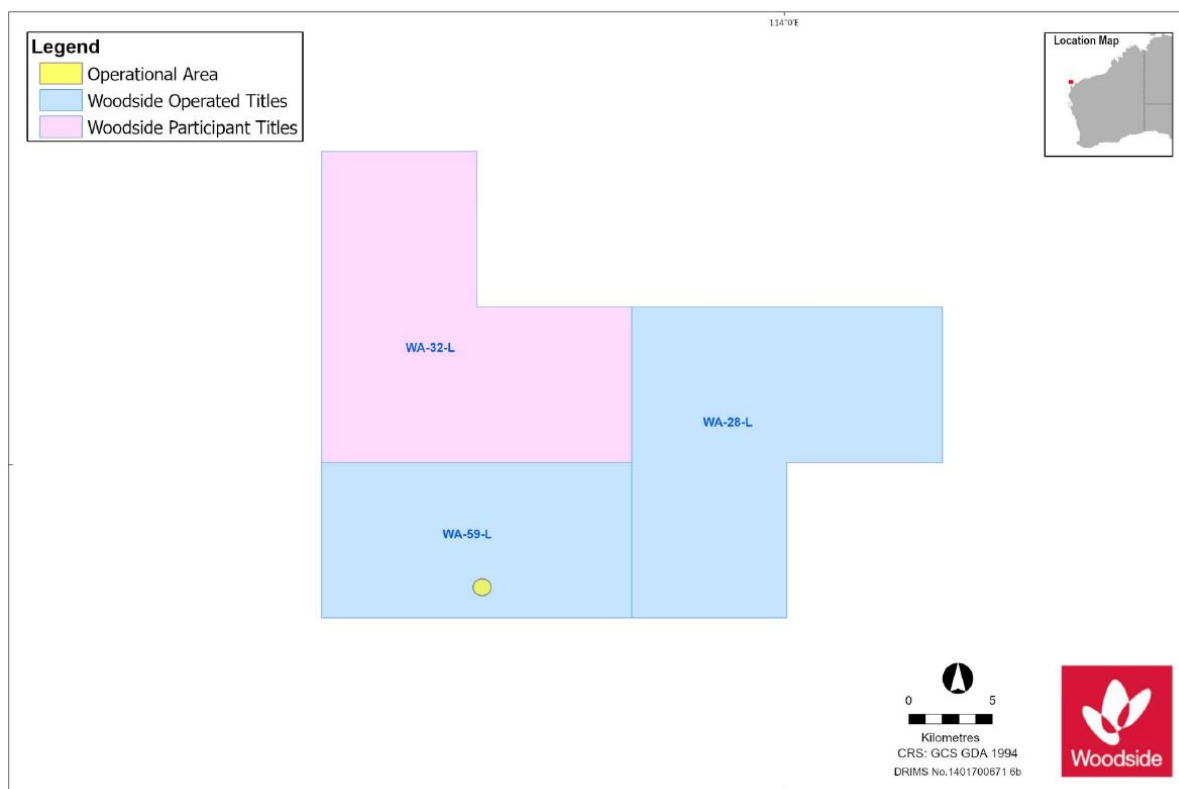 114°0'E
Legend
Operational Area
Woodside Operated Titles
Woodside Participant Titles
Location Map
WA-32-L
WA-28-L
WA-59-L
0 5
Kilometres
CRS: GCS GDA 1994
DRIMS No.1401700671 6b
Woodside